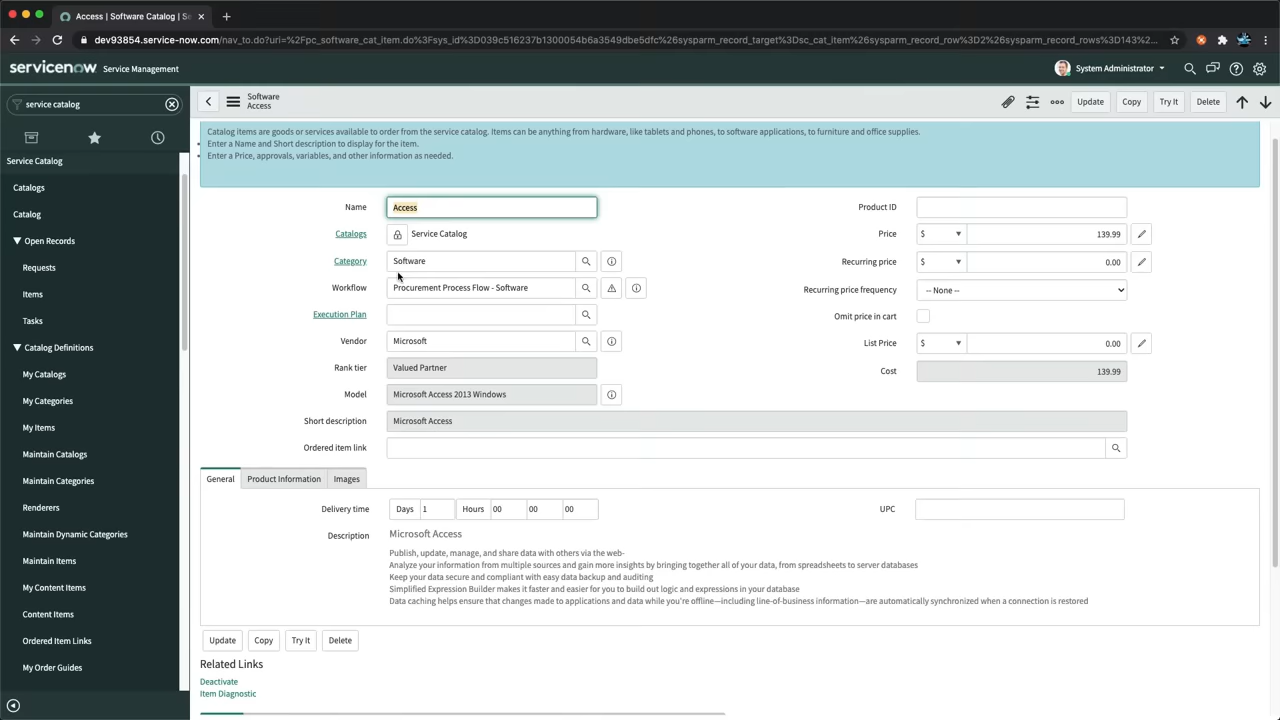 Access | Software Catalog S
dev93854.service-now.com/nav_to.do?uri=%2Fpc_software_cat_item.do%3Fsys_id%3D039c516237b1300054b6a3549dbe5dfc%26sysparm_record_target%3Dsc_cat_item%26sysparm_record_row%3D2%26sysparm_record_rows%3D143%2...
servicenow Service Management
System Administrator
service catalog
Software
Access
Update Copy Try It Delete
Catalog items are goods or services available to order from the service catalog. Items can be anything from hardware, like tablets and phones, to software applications, to furniture and office supplies.
Enter a Name and Short description to display for the item.
Enter a Price, approvals, variables, and other information as needed.
Service Catalog
Catalogs
Catalog
Open Records
Requests
Items
Tasks
Catalog Definitions
My Catalogs
My Categories
My Items
Maintain Catalogs
Maintain Categories
Renderers
Maintain Dynamic Categories
Maintain Items
My Content Items
Content Items
Ordered Item Links
My Order Guides
Name Access
Catalogs Service Catalog
Category Software
Workflow Procurement Process Flow - Software
Execution Plan
Vendor Microsoft
Rank tier Valued Partner
Model Microsoft Access 2013 Windows
Short description Microsoft Access
Ordered item link
Product ID
Price $ 139.99
Recurring price $ 0.00
Recurring price frequency -- None --
Omit price in cart
List Price $ 0.00
Cost 139.99
General Product Information Images
Delivery time Days 1 Hours 00 00 00
UPC
Description Microsoft Access
Publish, update, manage, and share data with others via the web-
Analyze your information from multiple sources and gain more insights by bringing together all of your data, from spreadsheets to server databases
Keep your data secure and compliant with easy data backup and auditing
Simplified Expression Builder makes it faster and easier for you to build out logic and expressions in your database
Data caching helps ensure that changes made to applications and data while you're offline—including line-of-business information—are automatically synchronized when a connection is restored
Update Copy Try It Delete
Related Links
Deactivate
Item Diagnostic